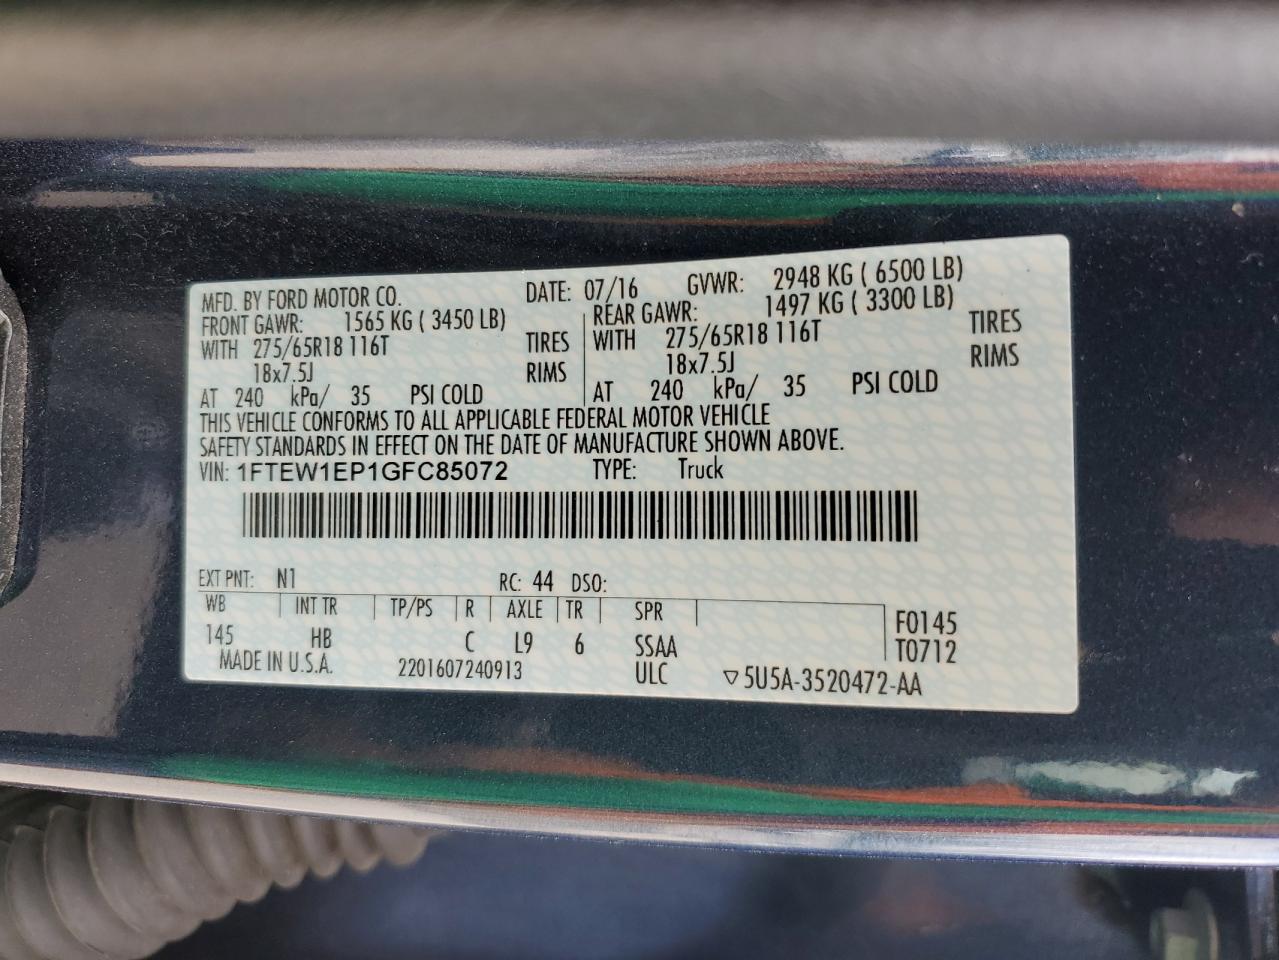 MFD. BY FORD MOTOR CO. DATE: 07/16 GVWR: 2948 KG ( 6500 LB)
FRONT GAWR: 1565 KG ( 3450 LB) REAR GAWR: 1497 KG ( 3300 LB)
WITH 275/65R18 116T TIRES WITH 275/65R18 116T TIRES
18x7.5J RIMS 18x7.5J RIMS
AT 240 kPa/ 35 PSI COLD AT 240 kPa/ 35 PSI COLD
THIS VEHICLE CONFORMS TO ALL APPLICABLE FEDERAL MOTOR VEHICLE
SAFETY STANDARDS IN EFFECT ON THE DATE OF MANUFACTURE SHOWN ABOVE.
VIN: 1FTEW1EP1GFC85072 TYPE: Truck
EXT PNT: N1 RC: 44 DSO:
WB INT TR TP/PS R AXLE TR SPR F0145
145 HB C L9 6 SSAA T0712
MADE IN U.S.A. 2201607240913 ULC ▽5U5A-3520472-AA